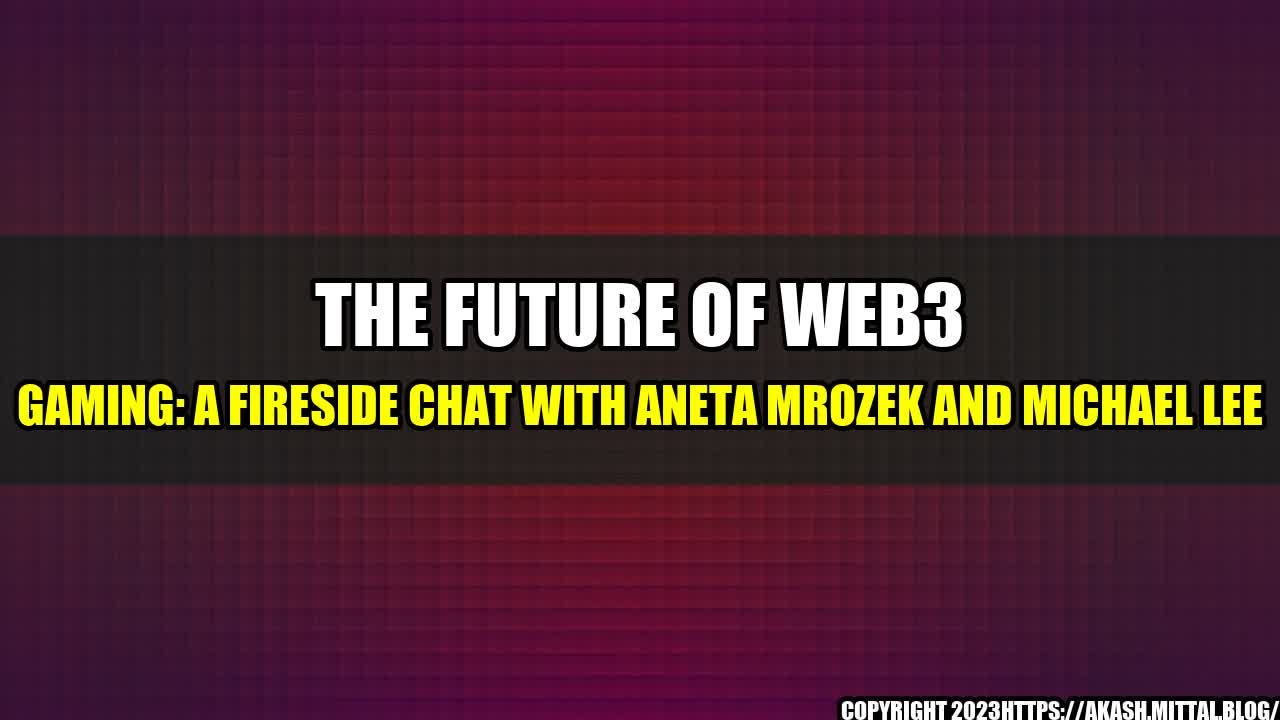 THE FUTURE OF WEB3
GAMING: A FIRESIDE CHAT WITH ANETA MROZEK AND MICHAEL LEE
COPYRIGHT 2023HTTPS://AKASH.MITTAL.BLOG/